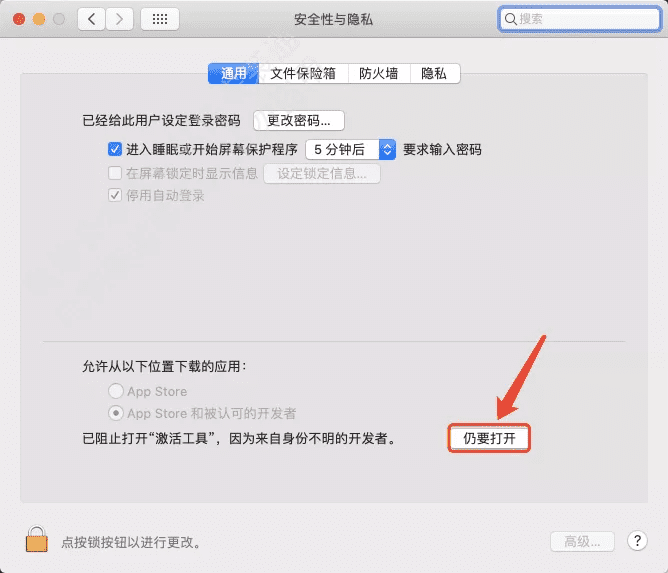 安全性与隐私
搜索
通用 文件保险箱 防火墙 隐私
已经给此用户设定登录密码 更改密码...
进入睡眠或开始屏幕保护程序 5 分钟后 要求输入密码
在屏幕锁定时显示信息 设定锁定信息...
停用自动登录
允许从以下位置下载的应用：
App Store
App Store 和被认可的开发者
已阻止打开“激活工具”，因为来自身份不明的开发者。 仍要打开
点按锁按钮以进行更改。 高级... ?